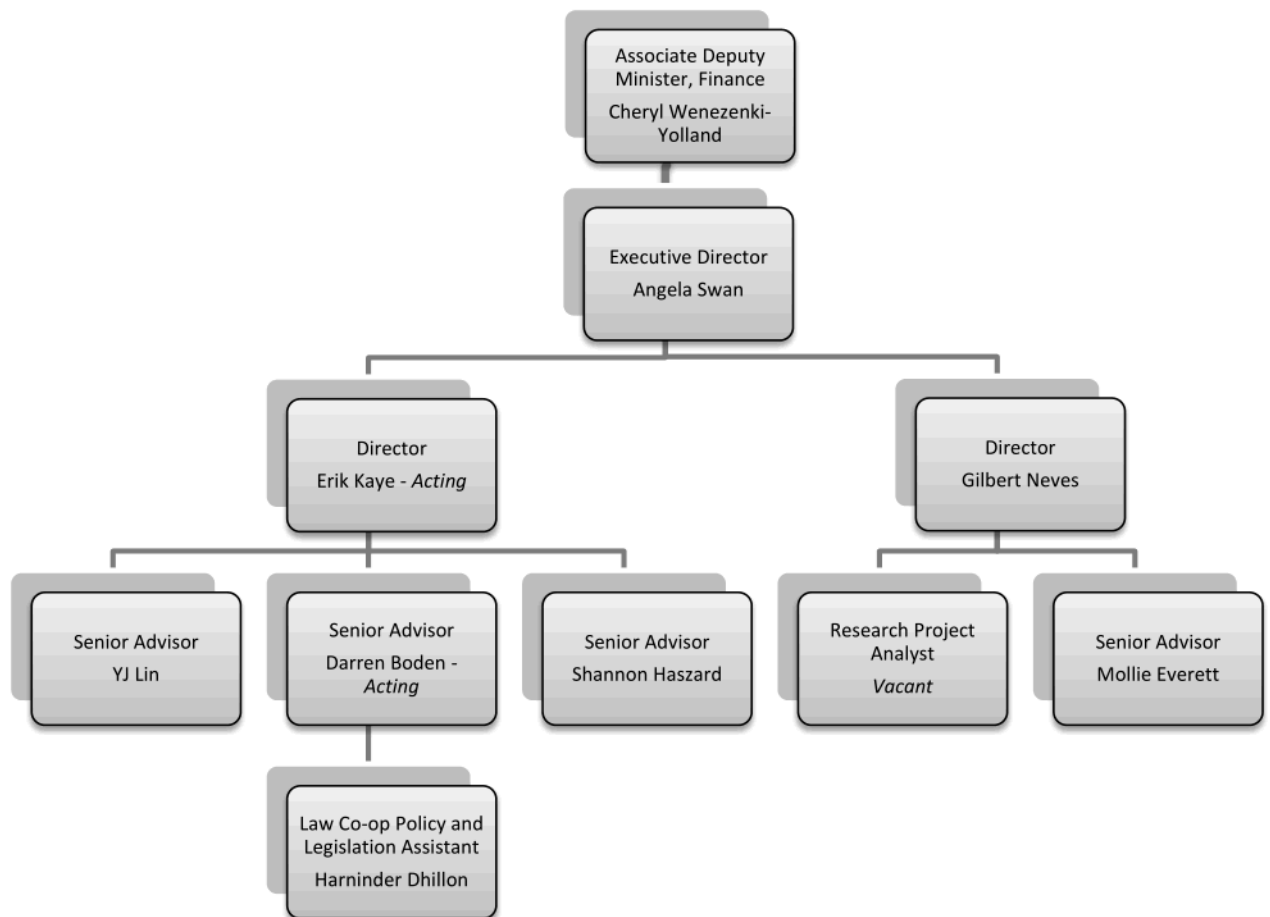 Associate Deputy
Minister, Finance
Cheryl Wenezenki-
Yolland
Executive Director
Angela Swan
Director
Erik Kaye - Acting
Director
Gilbert Neves
Senior Advisor
YJ Lin
Senior Advisor
Darren Boden -
Acting
Senior Advisor
Shannon Haszard
Research Project
Analyst
Vacant
Senior Advisor
Mollie Everett
Law Co-op Policy and
Legislation Assistant
Harninder Dhillon